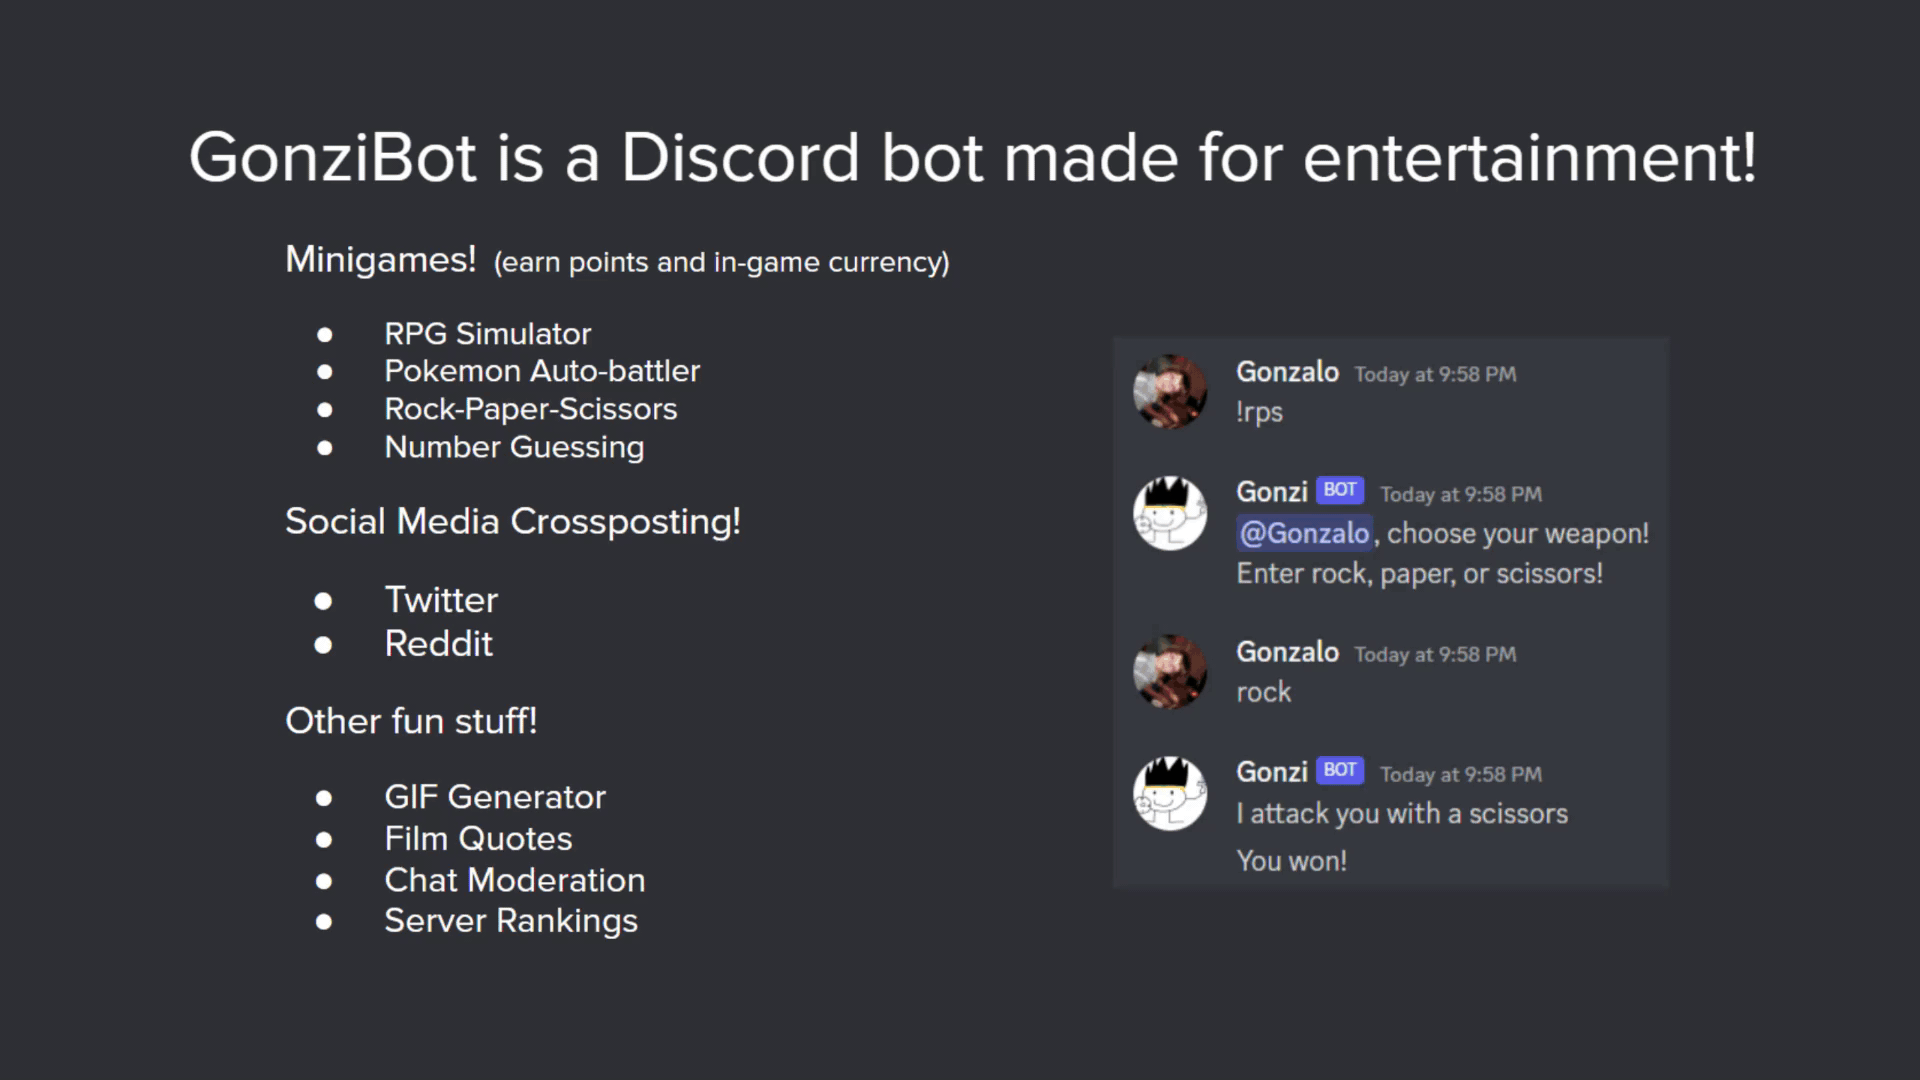 GonziBot is a Discord bot made for entertainment!
Minigames! (earn points and in-game currency)
● RPG Simulator
● Pokemon Auto-battler
● Rock-Paper-Scissors
● Number Guessing
Social Media Crossposting!
● Twitter
● Reddit
Other fun stuff!
● GIF Generator
● Film Quotes
● Chat Moderation
● Server Rankings
Gonzalo Today at 9:58 PM
!rps
Gonzi BOT Today at 9:58 PM
@Gonzalo, choose your weapon!
Enter rock, paper, or scissors!
Gonzalo Today at 9:58 PM
rock
Gonzi BOT Today at 9:58 PM
I attack you with a scissors
You won!